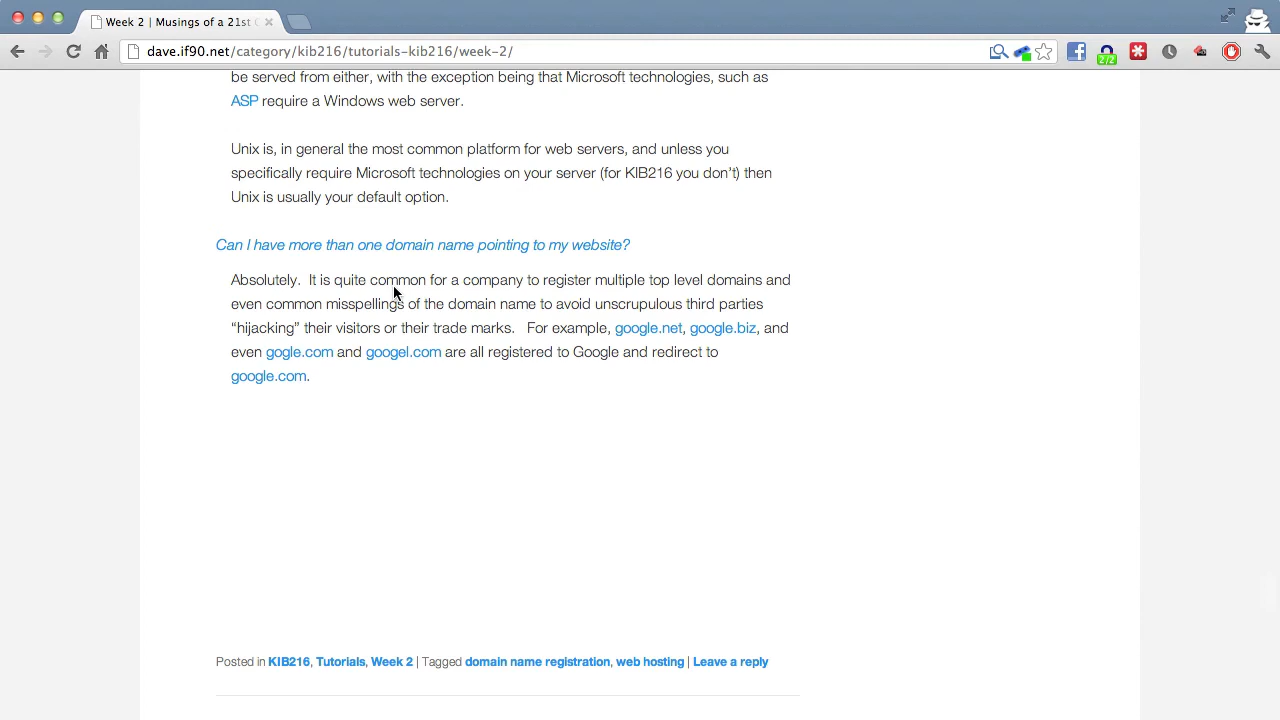 Week 2 | Musings of a 21st
dave.if90.net/category/kib216/tutorials-kib216/week-2/
2/2
be served from either, with the exception being that Microsoft technologies, such as
ASP require a Windows web server.
Unix is, in general the most common platform for web servers, and unless you
specifically require Microsoft technologies on your server (for KIB216 you don’t) then
Unix is usually your default option.
Can I have more than one domain name pointing to my website?
Absolutely.  It is quite common for a company to register multiple top level domains and
even common misspellings of the domain name to avoid unscrupulous third parties
“hijacking” their visitors or their trade marks.   For example, google.net, google.biz, and
even gogle.com and googel.com are all registered to Google and redirect to
google.com.
Posted in KIB216, Tutorials, Week 2 | Tagged domain name registration, web hosting | Leave a reply